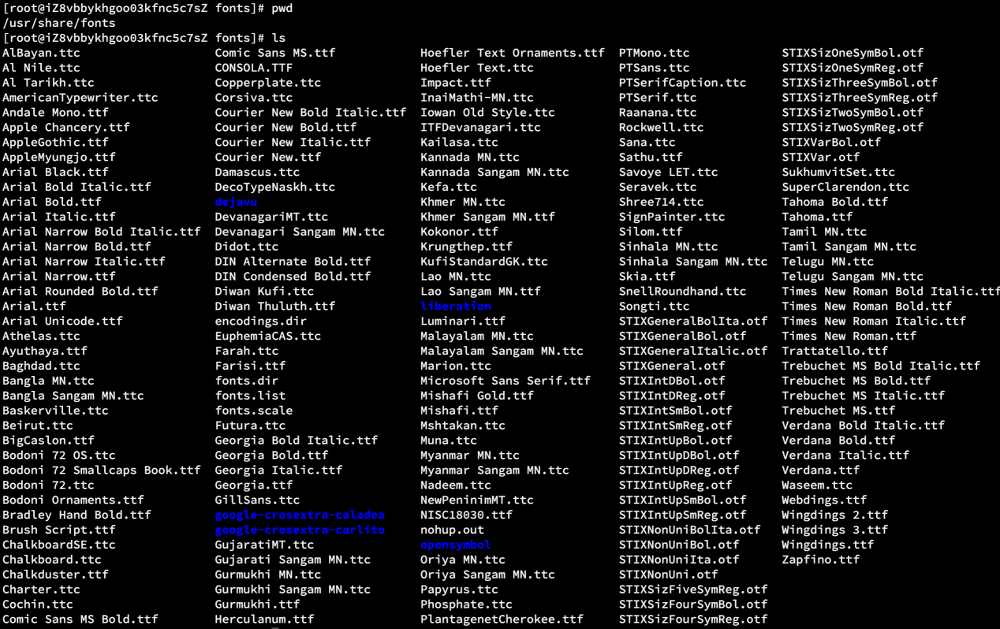 [root@iZ8vbbykhgoo03kfnc5c7sZ fonts]# pwd
/usr/share/fonts
[root@iZ8vbbykhgoo03kfnc5c7sZ fonts]# ls
AlBayan.ttc Comic Sans MS.ttf Hoefler Text Ornaments.ttf PTMono.ttc STIXSizOneSymBol.otf
Al Nile.ttc CONSOLA.TTF Hoefler Text.ttc PTSans.ttc STIXSizOneSymReg.otf
Al Tarikh.ttc Copperplate.ttc Impact.ttf PTSerifCaption.ttc STIXSizThreeSymBol.otf
AmericanTypewriter.ttc Corsiva.ttc InaiMathi-MN.ttc PTSerif.ttc STIXSizThreeSymReg.otf
Andale Mono.ttf Courier New Bold Italic.ttf Iowan Old Style.ttc Raanana.ttc STIXSizTwoSymBol.otf
Apple Chancery.ttf Courier New Bold.ttf ITFDevanagari.ttc Rockwell.ttc STIXSizTwoSymReg.otf
AppleGothic.ttf Courier New Italic.ttf Kailasa.ttc Sana.ttc STIXVarBol.otf
AppleMyungjo.ttf Courier New.ttf Kannada MN.ttc Sathu.ttf STIXVar.otf
Arial Black.ttf Damascus.ttc Kannada Sangam MN.ttc Savoye LET.ttc SukhumvitSet.ttc
Arial Bold Italic.ttf DecoTypeNaskh.ttc Kefa.ttc Seravek.ttc SuperClarendon.ttc
Arial Bold.ttf dejavu Khmer MN.ttc Shree714.ttc Tahoma Bold.ttf
Arial Italic.ttf DevanagariMT.ttc Khmer Sangam MN.ttf SignPainter.ttc Tahoma.ttf
Arial Narrow Bold Italic.ttf Devanagari Sangam MN.ttc Kokonor.ttf Silom.ttf Tamil MN.ttc
Arial Narrow Bold.ttf Didot.ttc Krungthep.ttf Sinhala MN.ttc Tamil Sangam MN.ttc
Arial Narrow Italic.ttf DIN Alternate Bold.ttf KufiStandardGK.ttc Sinhala Sangam MN.ttc Telugu MN.ttc
Arial Narrow.ttf DIN Condensed Bold.ttf Lao MN.ttc Skia.ttf Telugu Sangam MN.ttc
Arial Rounded Bold.ttf Diwan Kufi.ttc Lao Sangam MN.ttf SnellRoundhand.ttc Times New Roman Bold Italic.ttf
Arial.ttf Diwan Thuluth.ttf liberation Songti.ttc Times New Roman Bold.ttf
Arial Unicode.ttf encodings.dir Luminari.ttf STIXGeneralBolIta.otf Times New Roman Italic.ttf
Athelas.ttc EuphemiaCAS.ttc Malayalam MN.ttc STIXGeneralBol.otf Times New Roman.ttf
Ayuthaya.ttf Farah.ttc Malayalam Sangam MN.ttc STIXGeneralItalic.otf Trattatello.ttf
Baghdad.ttc Farisi.ttf Marion.ttc STIXGeneral.otf Trebuchet MS Bold Italic.ttf
Bangla MN.ttc fonts.dir Microsoft Sans Serif.ttf STIXIntDBol.otf Trebuchet MS Bold.ttf
Bangla Sangam MN.ttc fonts.list Mishafi Gold.ttf STIXIntDReg.otf Trebuchet MS Italic.ttf
Baskerville.ttc fonts.scale Mishafi.ttf STIXIntSmBol.otf Trebuchet MS.ttf
Beirut.ttc Futura.ttc Mshtakan.ttc STIXIntSmReg.otf Verdana Bold Italic.ttf
BigCaslon.ttf Georgia Bold Italic.ttf Muna.ttc STIXIntUpBol.otf Verdana Bold.ttf
Bodoni 72 OS.ttc Georgia Bold.ttf Myanmar MN.ttc STIXIntUpDBol.otf Verdana Italic.ttf
Bodoni 72 Smallcaps Book.ttf Georgia Italic.ttf Myanmar Sangam MN.ttc STIXIntUpDReg.otf Verdana.ttf
Bodoni 72.ttc Georgia.ttf Nadeem.ttc STIXIntUpReg.otf Waseem.ttc
Bodoni Ornaments.ttf GillSans.ttc NewPeninimMT.ttc STIXIntUpSmBol.otf Webdings.ttf
Bradley Hand Bold.ttf google-crosextra-caladea NISC18030.ttf STIXIntUpSmReg.otf Wingdings 2.ttf
Brush Script.ttf google-crosextra-carlito nohup.out STIXNonUniBolIta.otf Wingdings 3.ttf
ChalkboardSE.ttc GujaratiMT.ttc opensymbol STIXNonUniBol.otf Wingdings.ttf
Chalkboard.ttc Gujarati Sangam MN.ttc Oriya MN.ttc STIXNonUniIta.otf Zapfino.ttf
Chalkduster.ttf Gurmukhi MN.ttc Oriya Sangam MN.ttc STIXNonUni.otf
Charter.ttc Gurmukhi Sangam MN.ttc Papyrus.ttc STIXSizFiveSymReg.otf
Cochin.ttc Gurmukhi.ttf Phosphate.ttc STIXSizFourSymBol.otf
Comic Sans MS Bold.ttf Herculanum.ttf PlantagenetCherokee.ttf STIXSizFourSymReg.otf